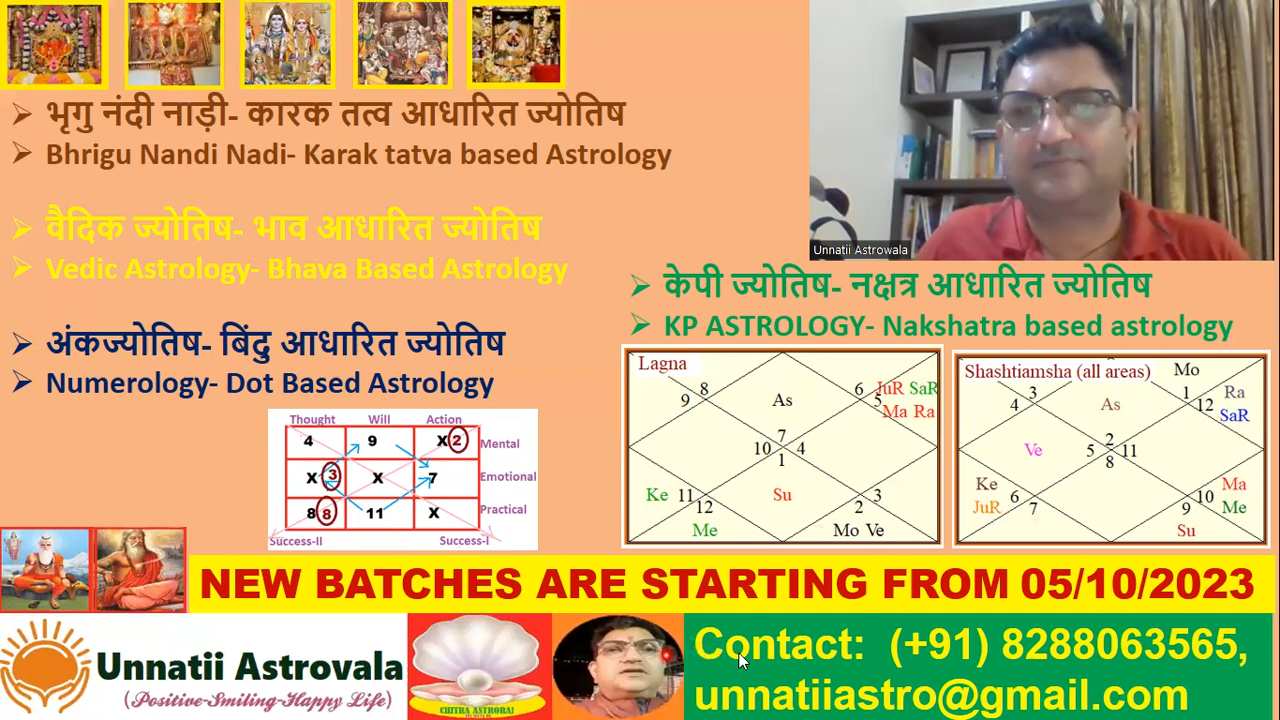 ➢ भृगु नंदी नाड़ी- कारक तत्व आधारित ज्योतिष
➢ Bhrigu Nandi Nadi- Karak tatva based Astrology
➢ वैदिक ज्योतिष- भाव आधारित ज्योतिष
➢ Vedic Astrology- Bhava Based Astrology
➢ अंकज्योतिष- बिंदु आधारित ज्योतिष
➢ Numerology- Dot Based Astrology
Thought Will Action
4 9 X 2 Mental
X 3 X 7 Emotional
8 8 11 X Practical
Success-II Success-I
Unnatii Astrowala
➢ केपी ज्योतिष- नक्षत्र आधारित ज्योतिष
➢ KP ASTROLOGY- Nakshatra based astrology
Lagna
8 6 JuR SaR
9 As 5 Ma Ra
7
10 4
1
Ke 11 Su 3
12 2
Me Mo Ve
Shashtiamsha (all areas) Mo
3 1 Ra
4 As 12 SaR
2
Ve 5 11
8
Ke 6 10 Ma
JuR 7 9 Me
Su
NEW BATCHES ARE STARTING FROM 05/10/2023
Unnatii Astrovala
(Positive-Smiling-Happy Life)
CHITRA ASTRORAJ
Contact: (+91) 8288063565,
unnatiiastro@gmail.com